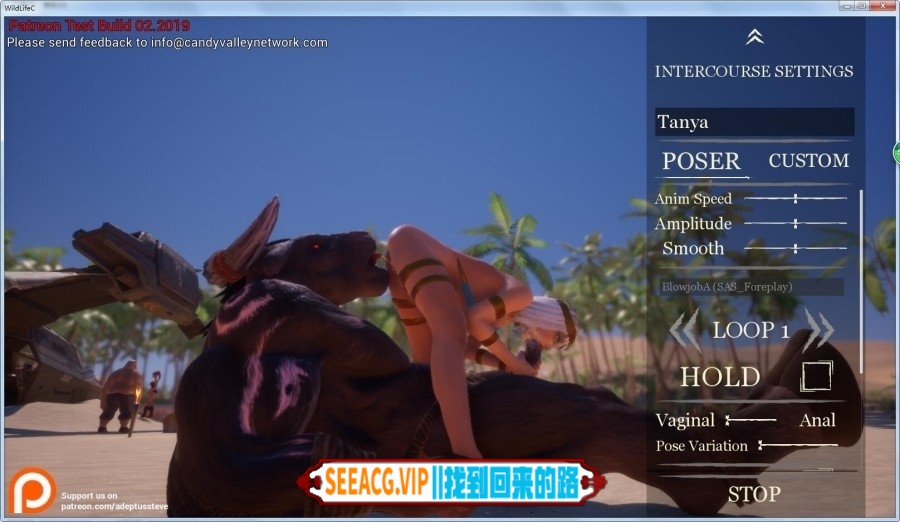 WildLifeC
Patreon Test Build 02.2019
Please send feedback to info@candyvalleynetwork.com
INTERCOURSE SETTINGS
Tanya
POSER CUSTOM
Anim Speed
Amplitude
Smooth
BlowjobA (SAS_Foreplay)
LOOP 1
HOLD
Vaginal Anal
Pose Variation
STOP
SEEACG.VIP||找到回来的路
Support us on
patreon.com/adeptussteve